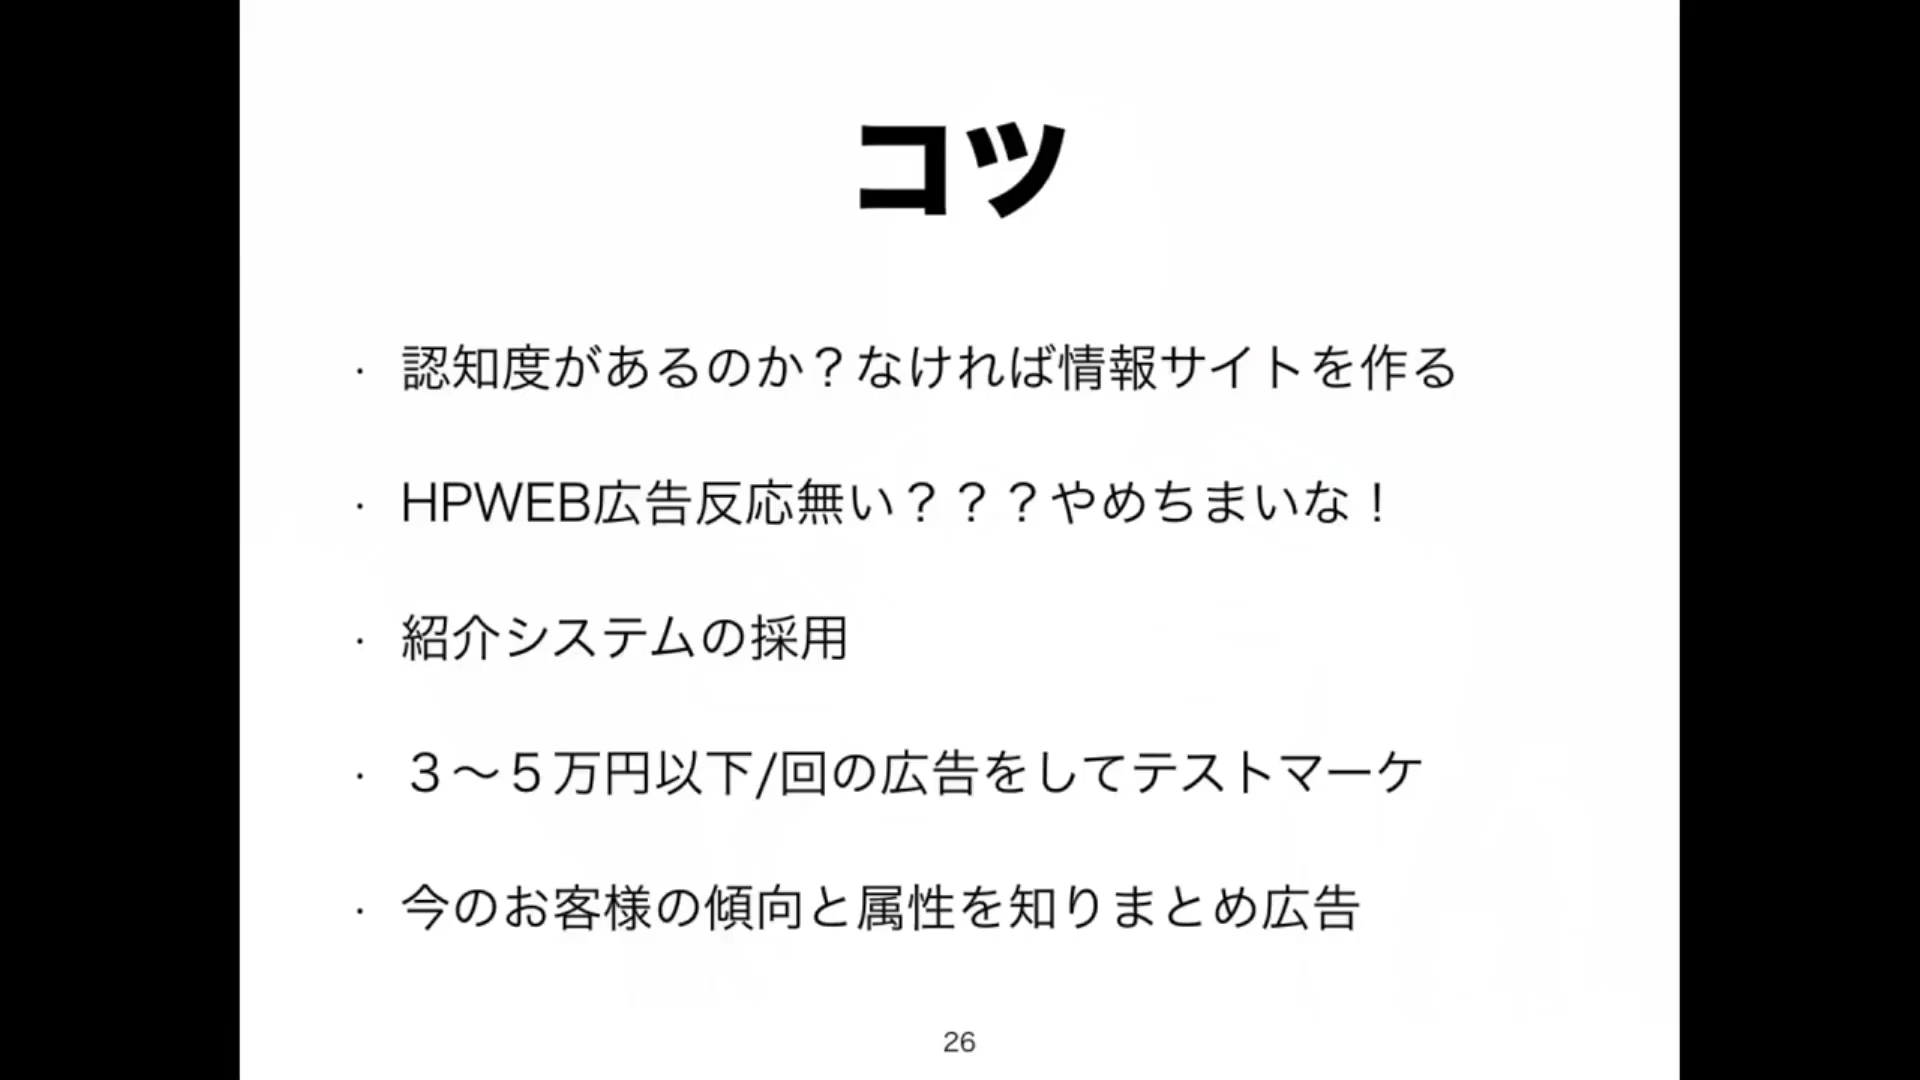 コツ
· 認知度があるのか？なければ情報サイトを作る
· HPWEB広告反応無い？？？やめちまいな！
· 紹介システムの採用
· ３〜５万円以下/回の広告をしてテストマーケ
· 今のお客様の傾向と属性を知りまとめ広告
26